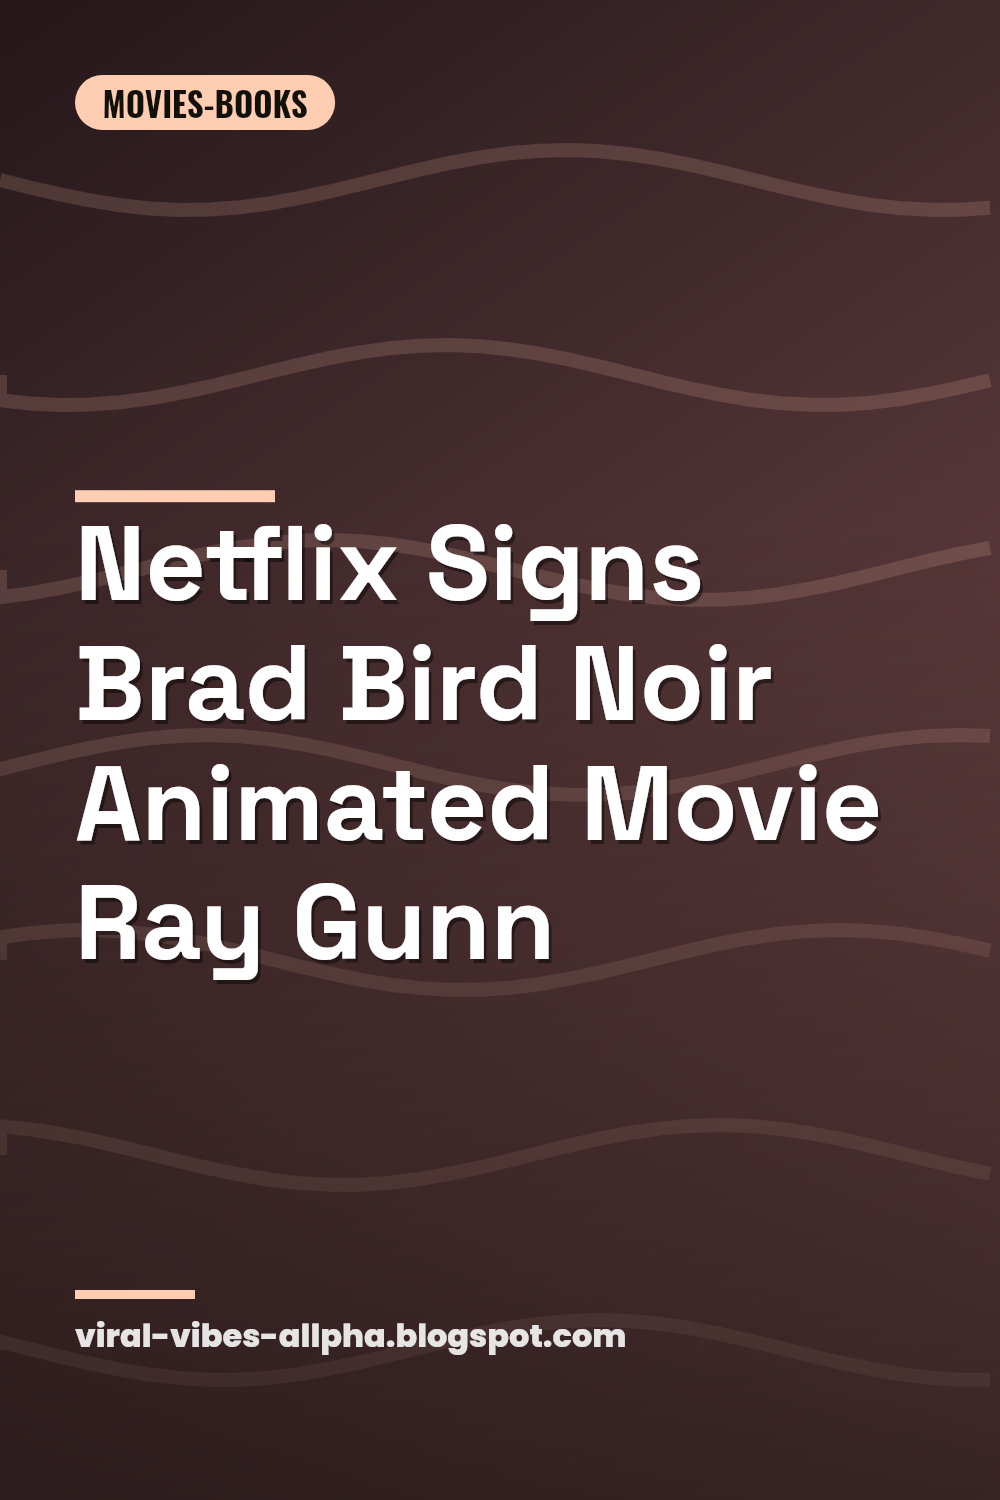 MOVIES-BOOKS
Netflix Signs
Brad Bird Noir
Animated Movie
Ray Gunn
viral-vibes-allpha.blogspot.com